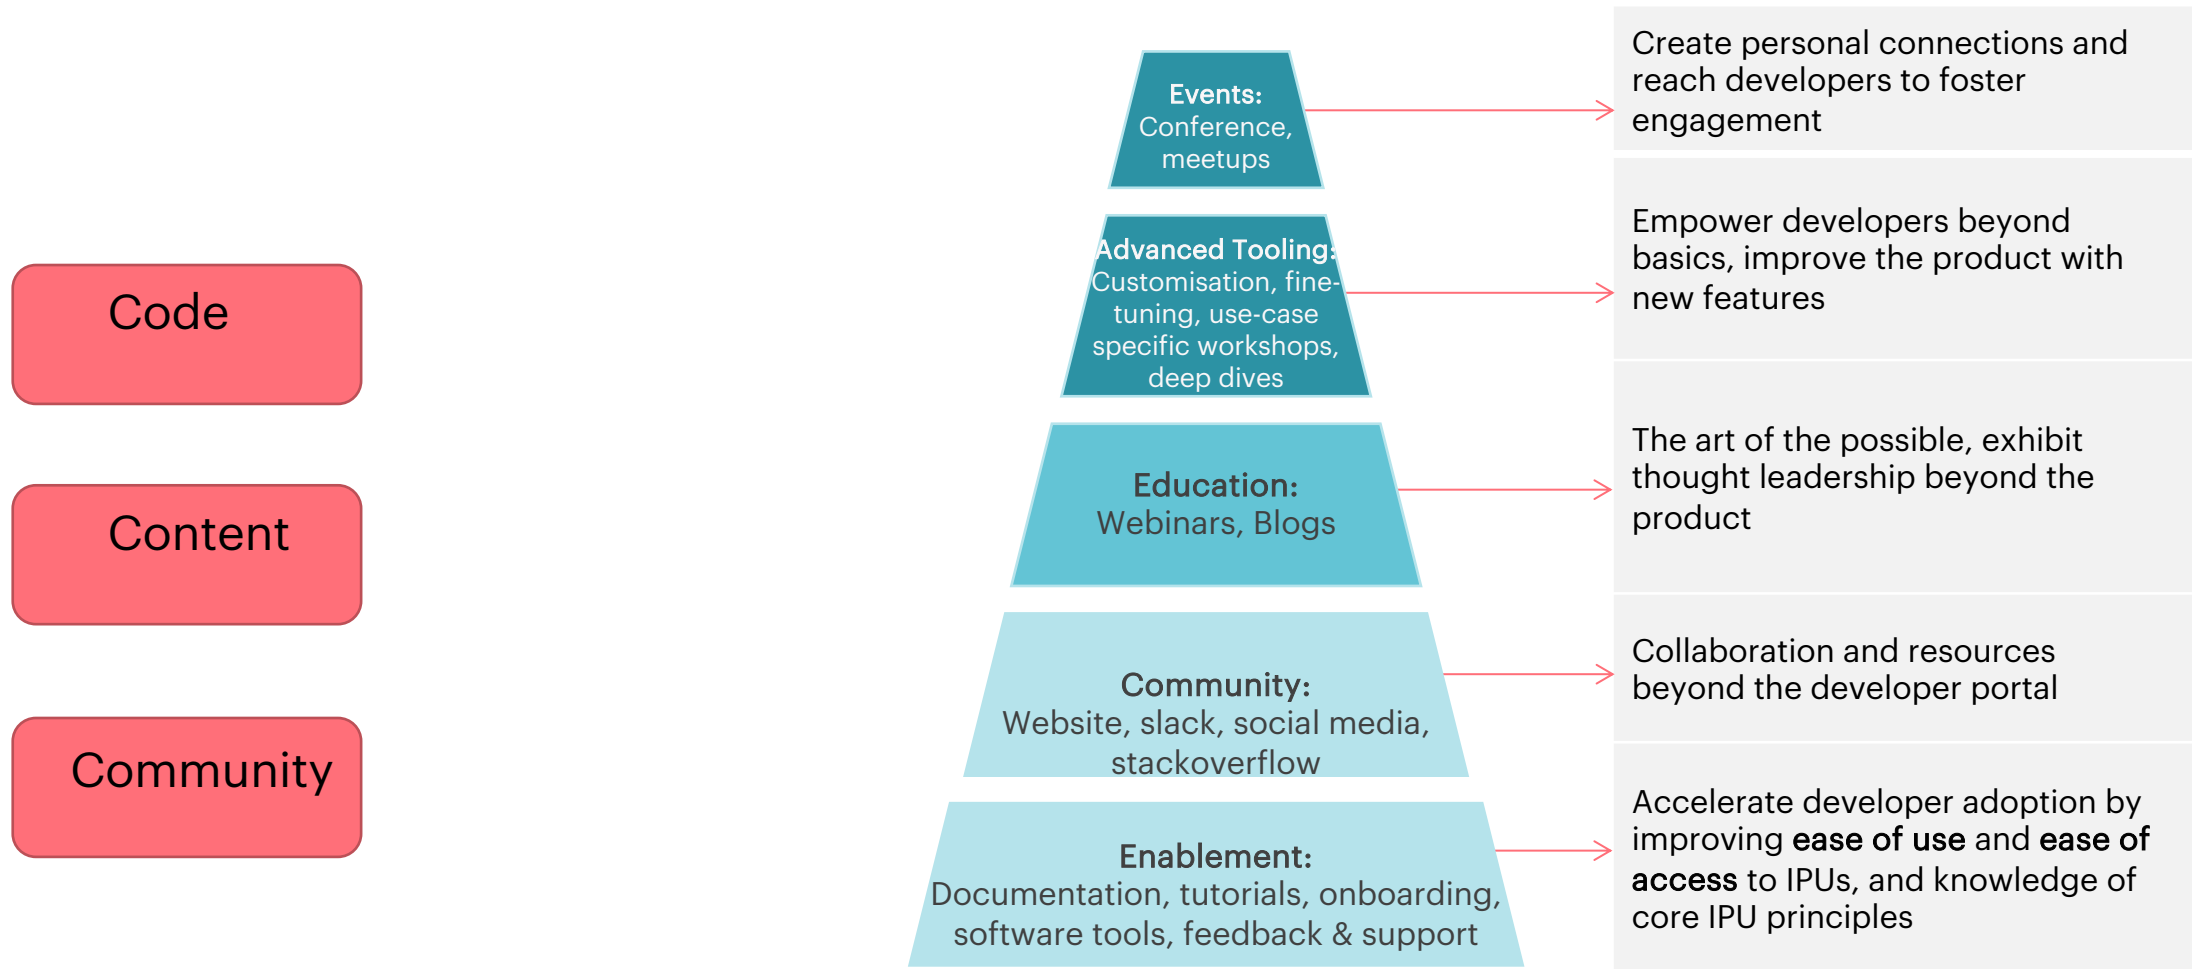 Code
Content
Community
Events:
Conference,
meetups
Advanced Tooling:
Customisation, fine-
tuning, use-case
specific workshops,
deep dives
Education:
Webinars, Blogs
Community:
Website, slack, social media,
stackoverflow
Enablement:
Documentation, tutorials, onboarding,
software tools, feedback & support
Create personal connections and
reach developers to foster
engagement
Empower developers beyond
basics, improve the product with
new features
The art of the possible, exhibit
thought leadership beyond the
product
Collaboration and resources
beyond the developer portal
Accelerate developer adoption by
improving ease of use and ease of
access to IPUs, and knowledge of
core IPU principles